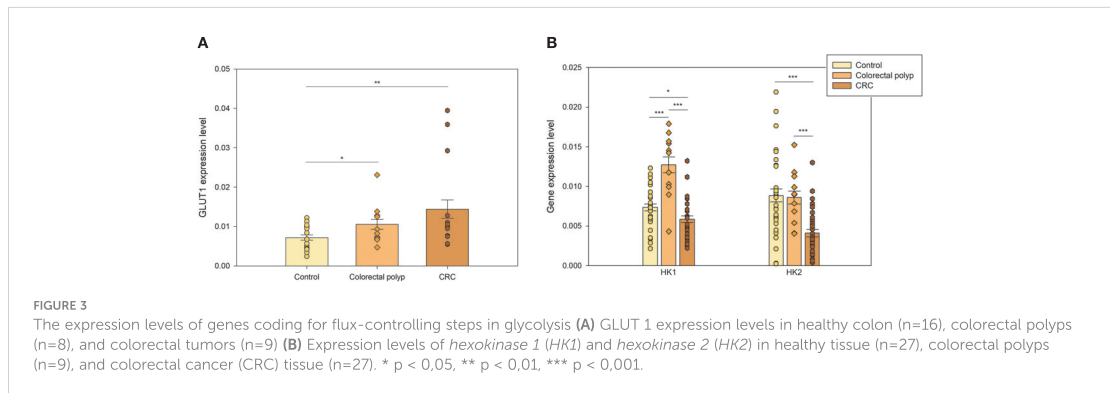 A
B
0.05
0.04
0.03
0.02
0.01
0.00
GLUT1 expression level
**
*
Control
Colorectal polyp
CRC
0.025
0.020
0.015
0.010
0.005
0.000
Gene expression level
Control
Colorectal polyp
CRC
*
***
***
***
***
HK1
HK2
FIGURE 3
The expression levels of genes coding for flux-controlling steps in glycolysis (A) GLUT 1 expression levels in healthy colon (n=16), colorectal polyps
(n=8), and colorectal tumors (n=9) (B) Expression levels of hexokinase 1 (HK1) and hexokinase 2 (HK2) in healthy tissue (n=27), colorectal polyps
(n=9), and colorectal cancer (CRC) tissue (n=27). * p < 0,05, ** p < 0,01, *** p < 0,001.